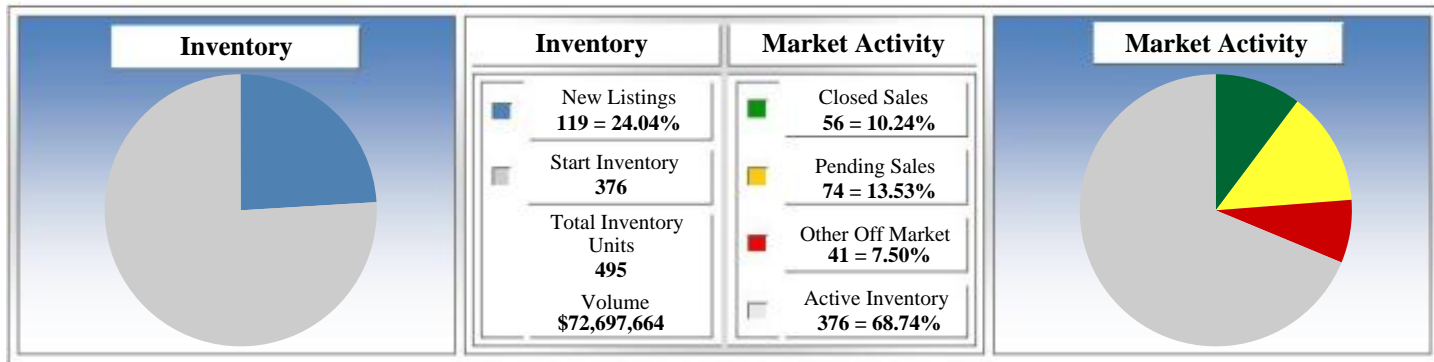 Inventory
Inventory
New Listings
119 = 24.04%
Start Inventory
376
Total Inventory
Units
495
Volume
$72,697,664
Market Activity
Closed Sales
56 = 10.24%
Pending Sales
74 = 13.53%
Other Off Market
41 = 7.50%
Active Inventory
376 = 68.74%
Market Activity